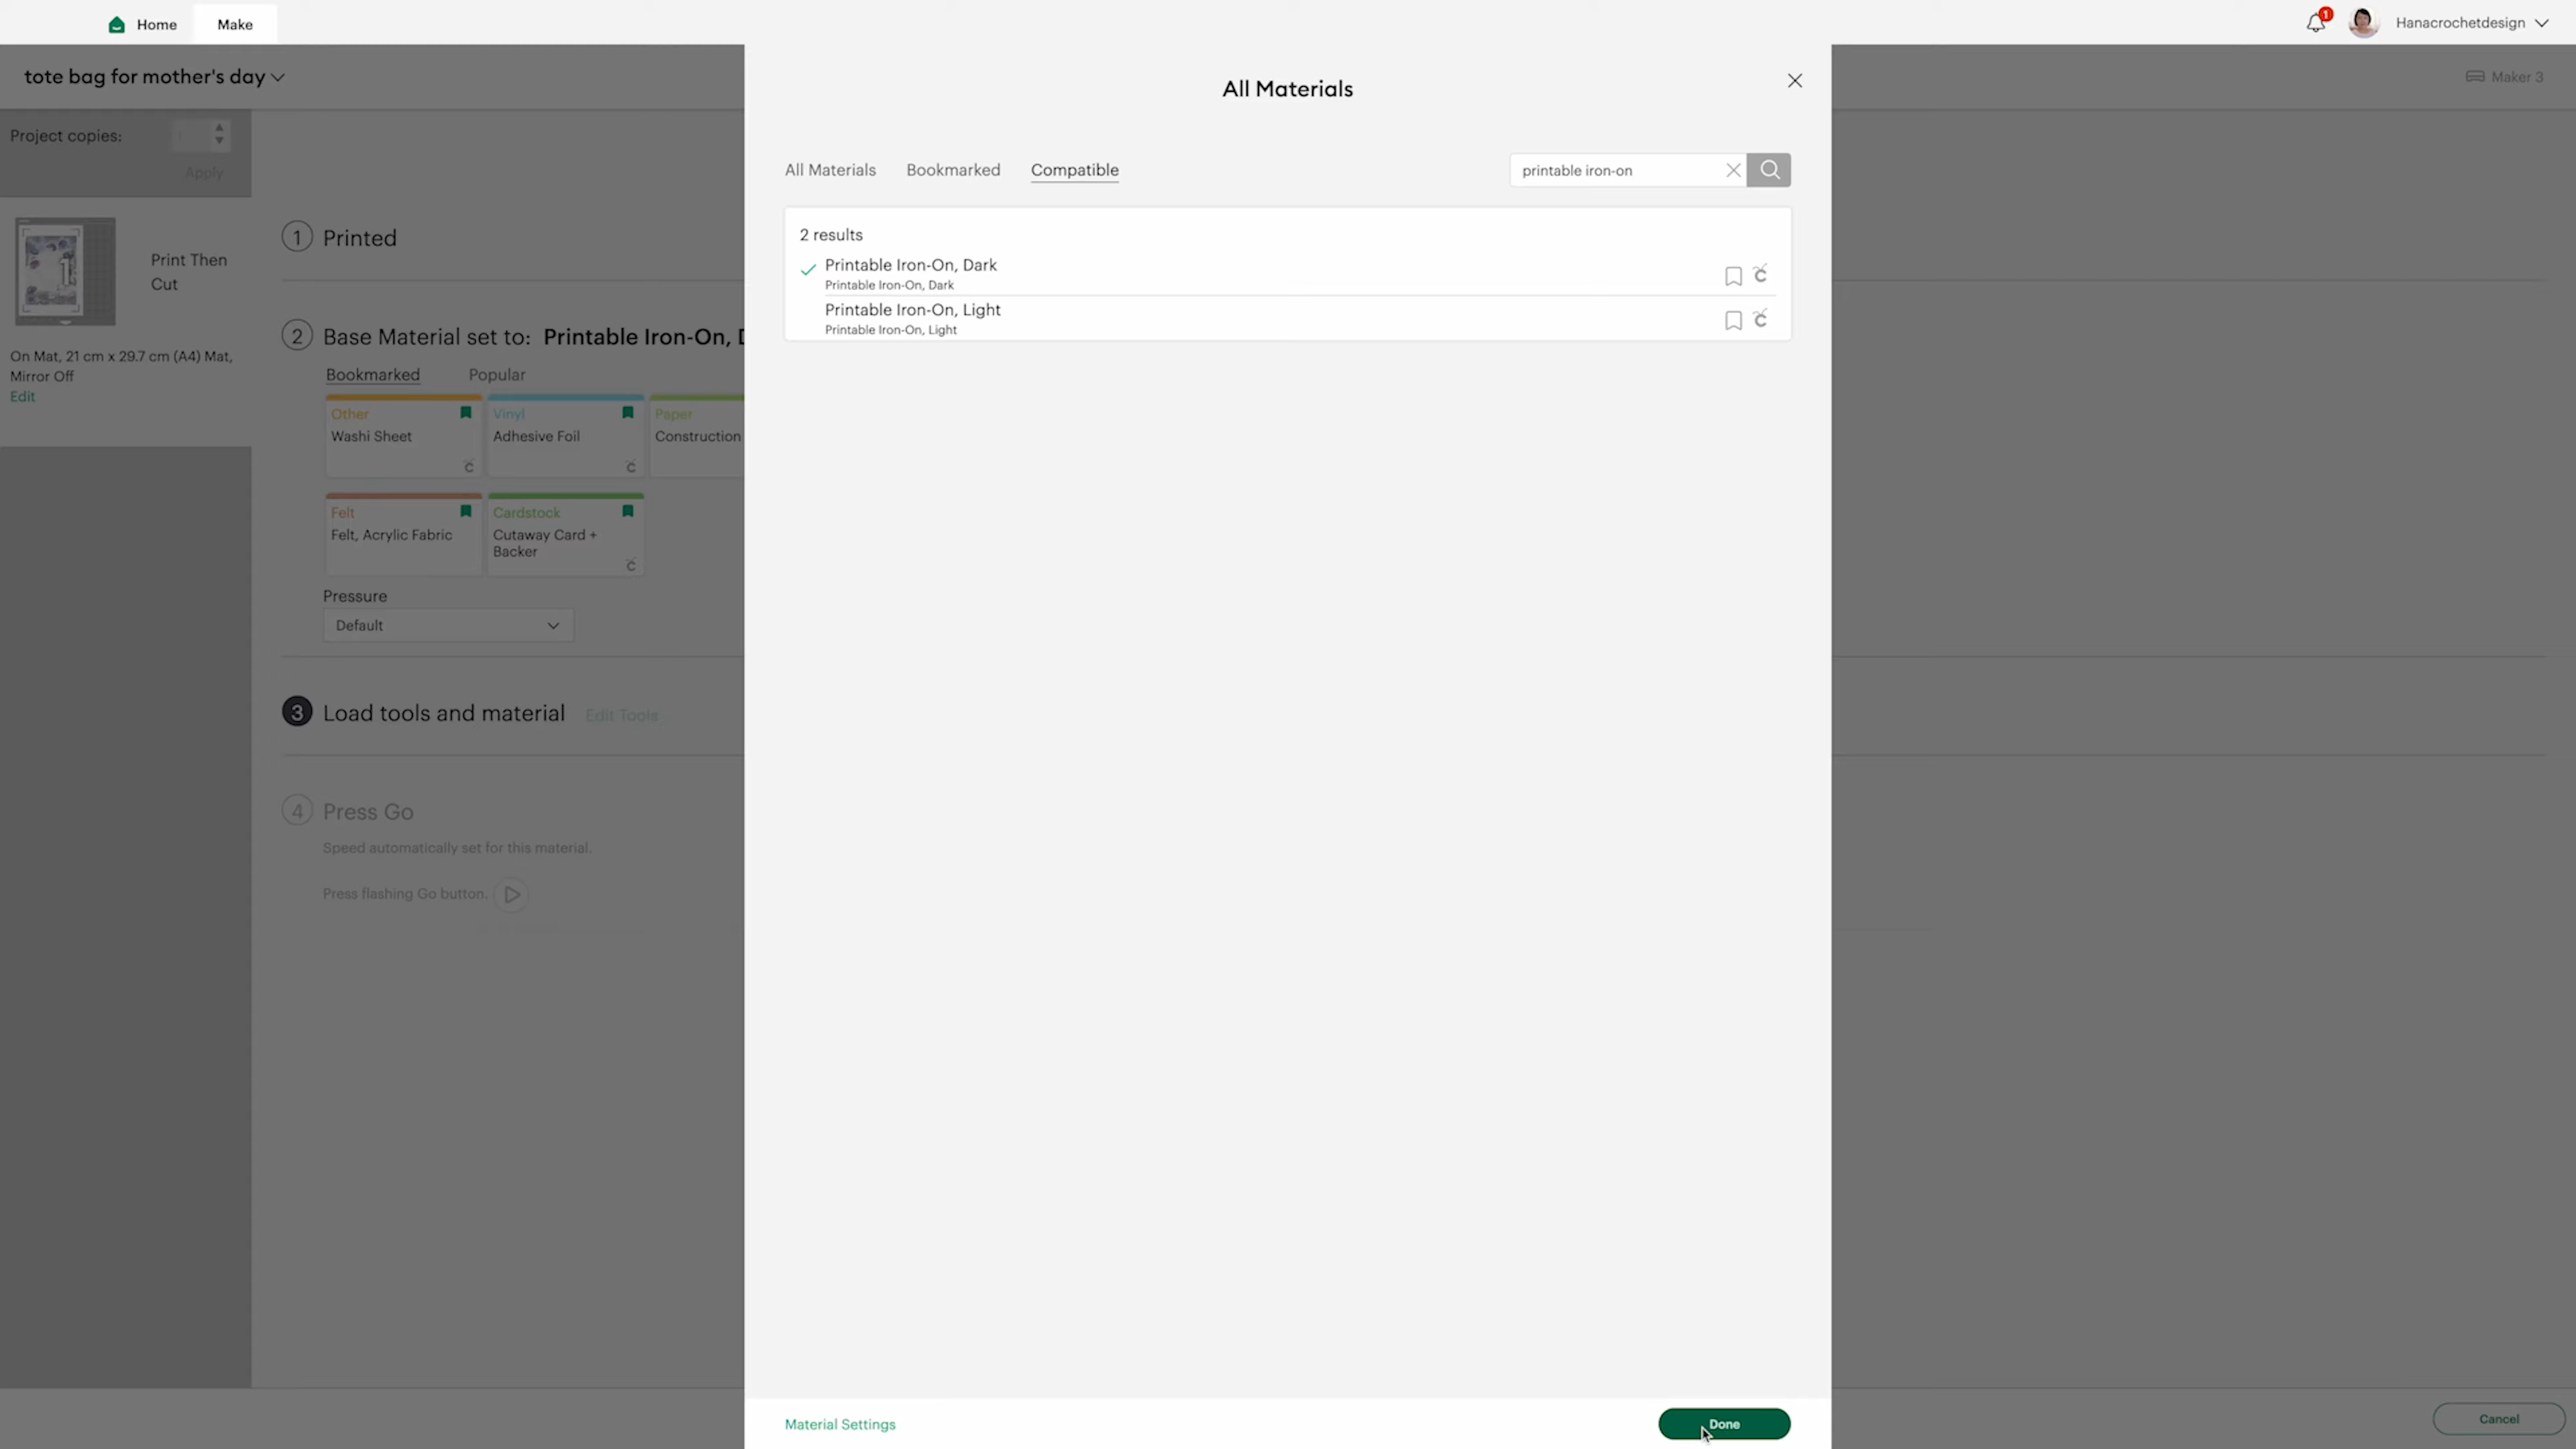 Home
Make
1
Hanacrochetdesign
tote bag for mother's day
Maker 3
Project copies:
Apply
Print Then
Cut
On Mat, 21 cm x 29.7 cm (A4) Mat,
Mirror Off
Edit
1 Printed
2 Base Material set to: Printable Iron-On,
Bookmarked
Popular
Other
Washi Sheet
Vinyl
Adhesive Foil
Paper
Construction
Felt
Felt, Acrylic Fabric
Cardstock
Cutaway Card +
Backer
Pressure
Default
3 Load tools and material Edit Tools
4 Press Go
Speed automatically set for this material.
Press flashing Go button.
All Materials
All Materials
Bookmarked
Compatible
printable iron-on
2 results
Printable Iron-On, Dark
Printable Iron-On, Dark
Printable Iron-On, Light
Printable Iron-On, Light
Material Settings
Done
Cancel